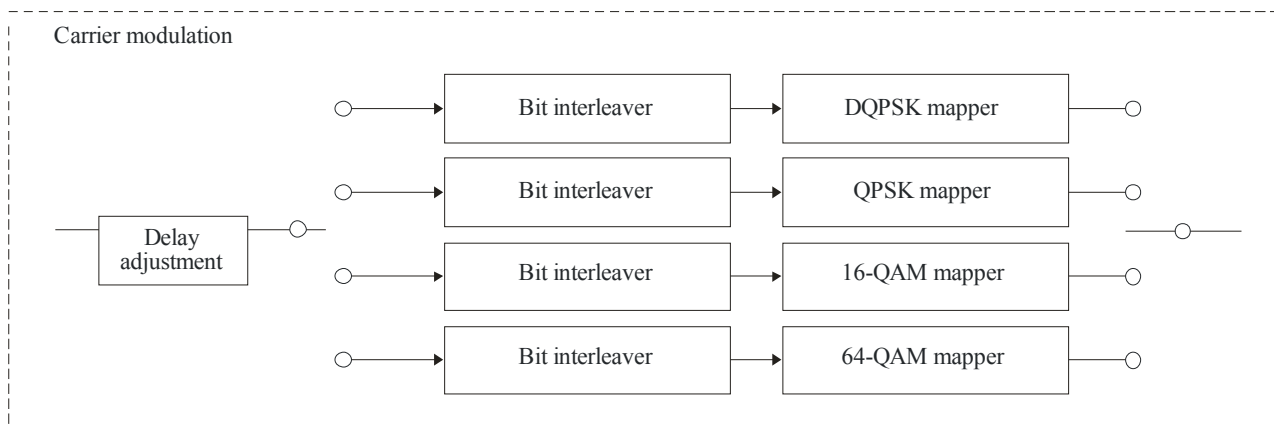 Carrier modulation
Bit interleaver
DQPSK mapper
Bit interleaver
QPSK mapper
Delay
adjustment
Bit interleaver
16-QAM mapper
Bit interleaver
64-QAM mapper